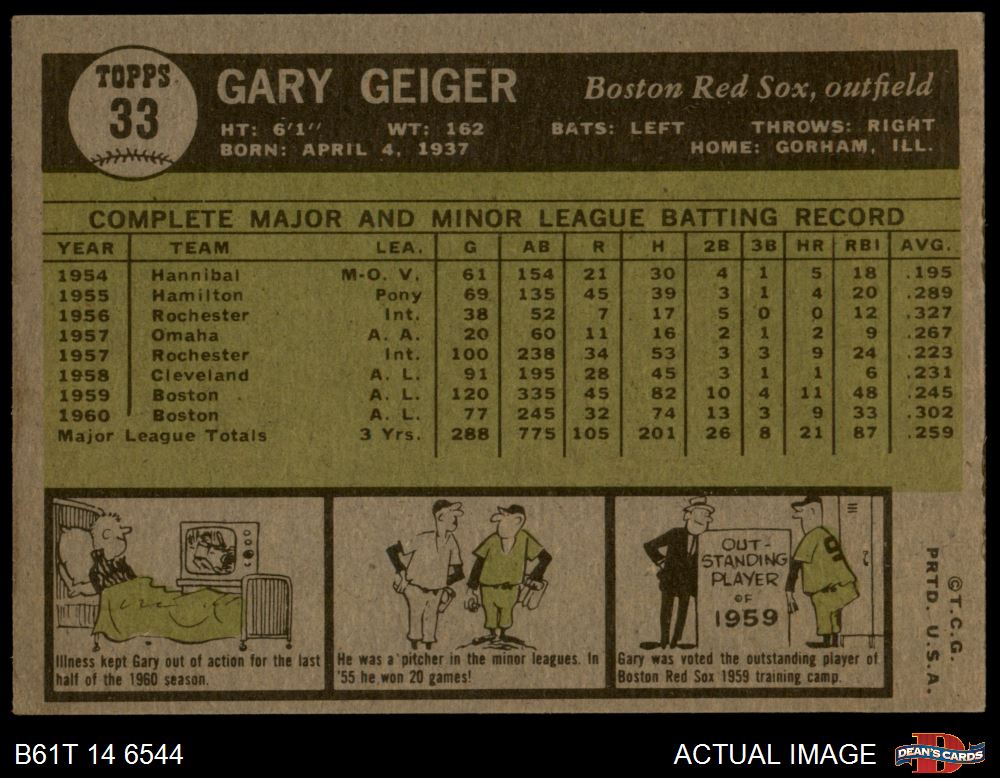 TOPPS
33
GARY GEIGER
Boston Red Sox, outfield
HT: 6'1" WT: 162 BATS: LEFT THROWS: RIGHT
BORN: APRIL 4, 1937 HOME: GORHAM, ILL.
COMPLETE MAJOR AND MINOR LEAGUE BATTING RECORD
YEAR TEAM LEA. G AB R H 2B 3B HR RBI AVG.
1954 Hannibal M-O. V. 61 154 21 30 4 1 5 18 .195
1955 Hamilton Pony 69 135 45 39 3 1 4 20 .289
1956 Rochester Int. 38 52 7 17 5 0 0 12 .327
1957 Omaha A. A. 20 60 11 16 2 1 2 9 .267
1957 Rochester Int. 100 238 34 53 3 3 9 24 .223
1958 Cleveland A. L. 91 195 28 45 3 1 1 6 .231
1959 Boston A. L. 120 335 45 82 10 4 11 48 .245
1960 Boston A. L. 77 245 32 74 13 3 9 33 .302
Major League Totals 3 Yrs. 288 775 105 201 26 8 21 87 .259
Illness kept Gary out of action for the last
half of the 1960 season.
He was a pitcher in the minor leagues. In
'55 he won 20 games!
OUT-
STANDING
PLAYER
OF
1959
Gary was voted the outstanding player of
Boston Red Sox 1959 training camp.
©T.C.G.
PRTD. U.S.A.
B61T 14 6544
ACTUAL IMAGE
DEAN'S CARDS